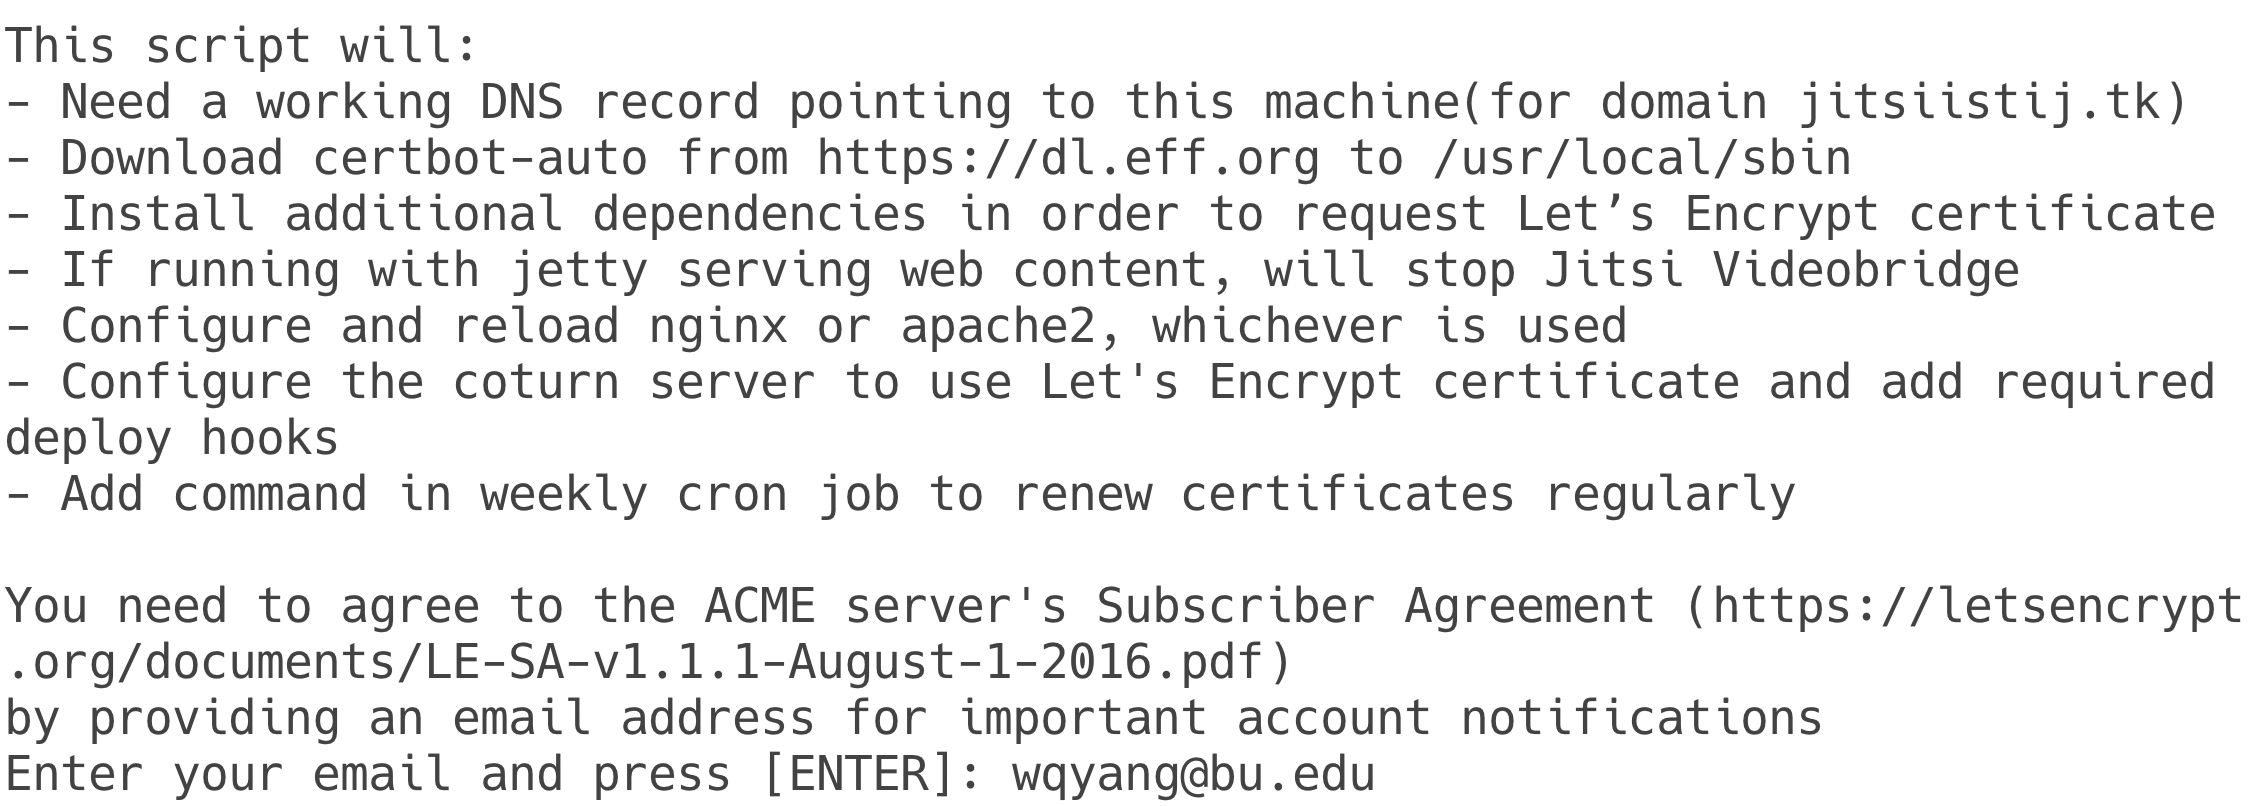 This script will:
- Need a working DNS record pointing to this machine(for domain jitsiistij.tk)
- Download certbot-auto from https://dl.eff.org to /usr/local/sbin
- Install additional dependencies in order to request Let’s Encrypt certificate
- If running with jetty serving web content, will stop Jitsi Videobridge
- Configure and reload nginx or apache2, whichever is used
- Configure the coturn server to use Let's Encrypt certificate and add required
deploy hooks
- Add command in weekly cron job to renew certificates regularly
You need to agree to the ACME server's Subscriber Agreement (https://letsencrypt
.org/documents/LE-SA-v1.1.1-August-1-2016.pdf)
by providing an email address for important account notifications
Enter your email and press [ENTER]: wqyang@bu.edu